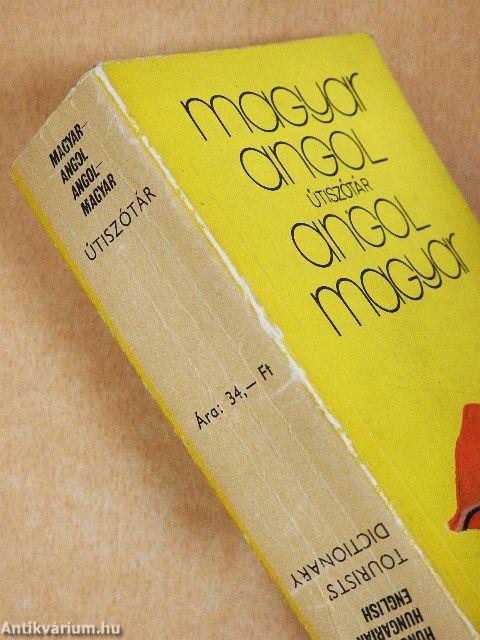 magyar
angol
ÚTISZÓTÁR
angol
magyar
MAGYAR–
ANGOL
ANGOL–
MAGYAR
ÚTISZÓTÁR
Ára: 34,— Ft
HUNGARIAN
ENGLISH
TOURISTS'
DICTIONARY
Antikvárium.hu